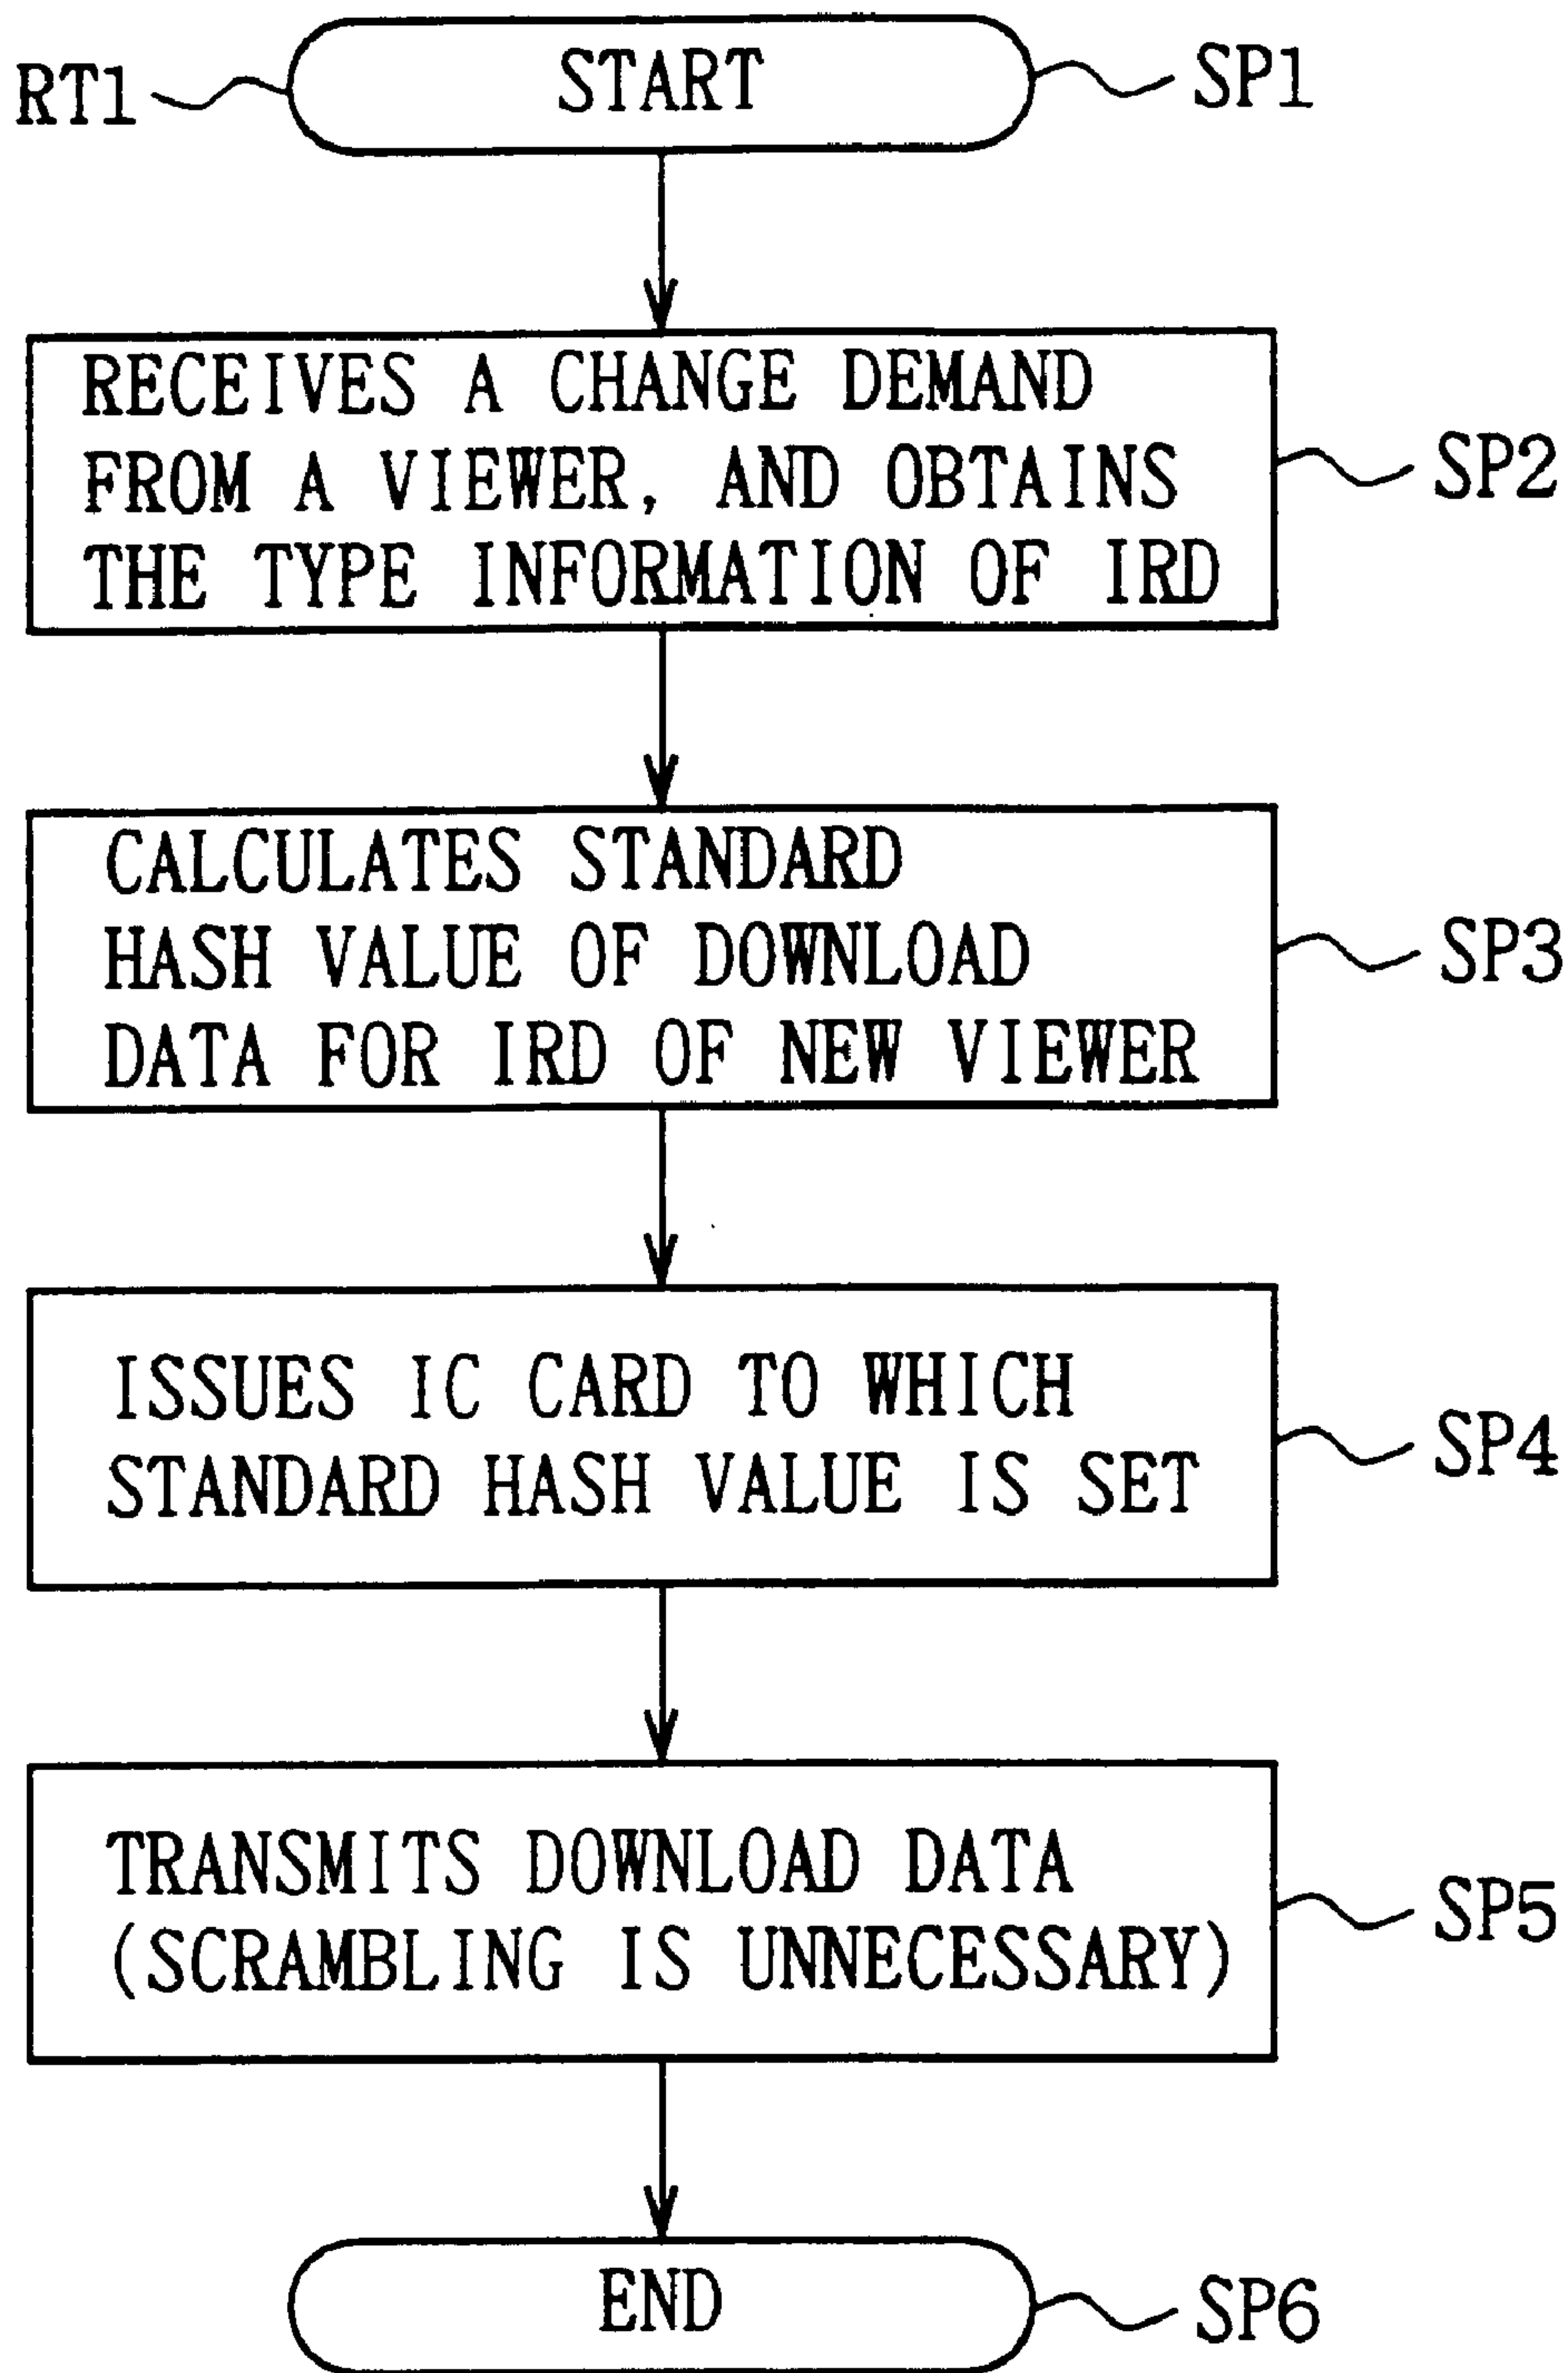 RT1
START
SP1
RECEIVES A CHANGE DEMAND
FROM A VIEWER, AND OBTAINS
THE TYPE INFORMATION OF IRD
SP2
CALCULATES STANDARD
HASH VALUE OF DOWNLOAD
DATA FOR IRD OF NEW VIEWER
SP3
ISSUES IC CARD TO WHICH
STANDARD HASH VALUE IS SET
SP4
TRANSMITS DOWNLOAD DATA
(SCRAMBLING IS UNNECESSARY)
SP5
END
SP6